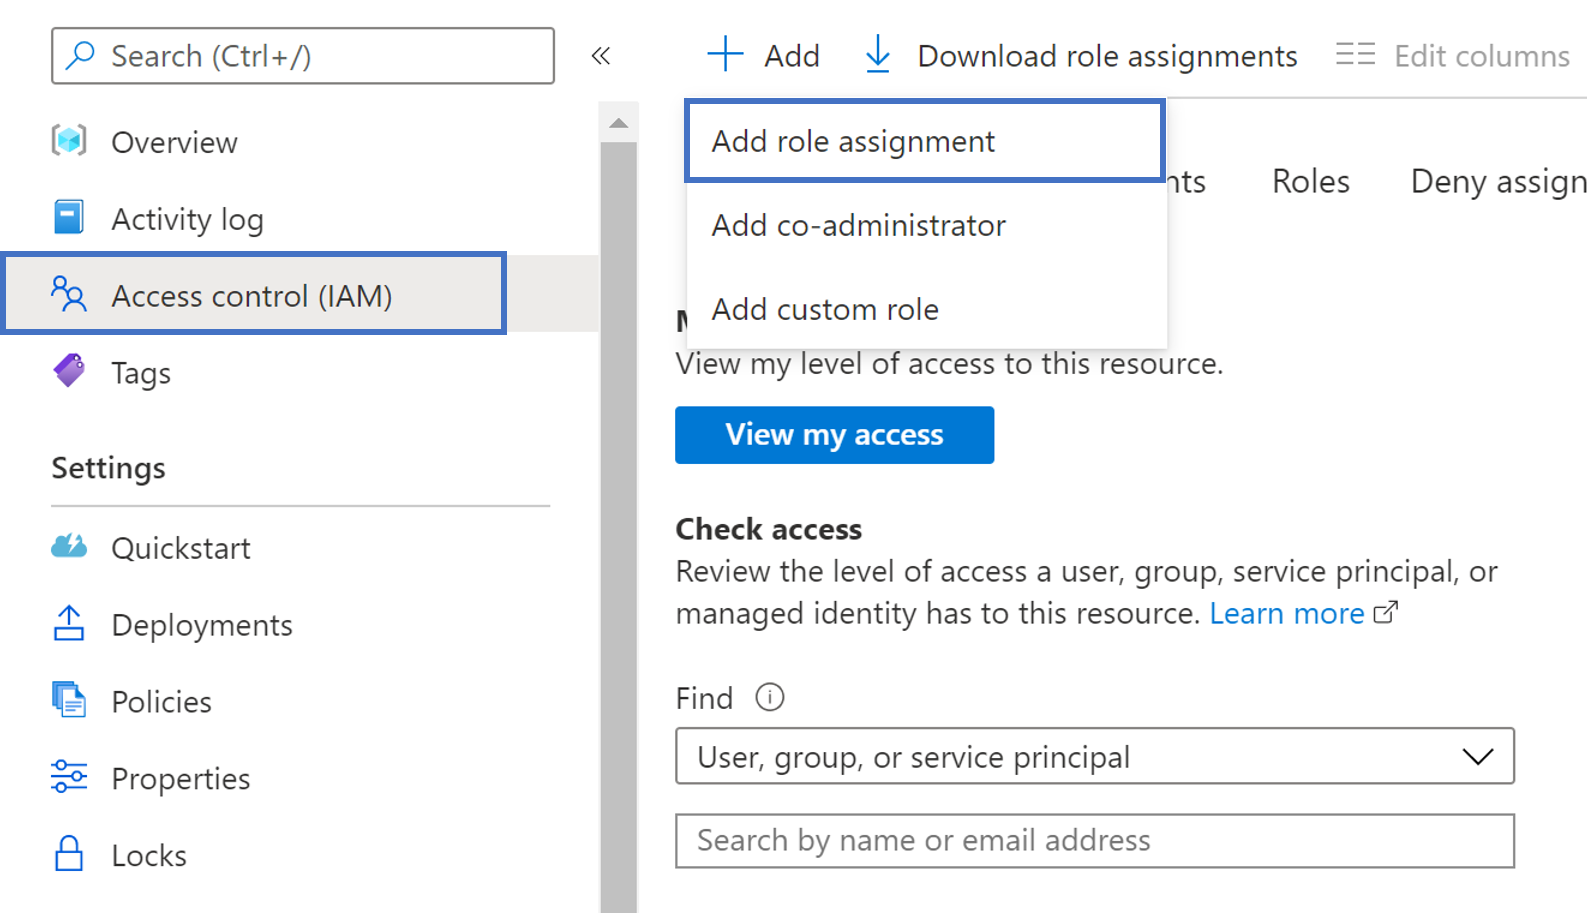 Search (Ctrl+/)
Overview
Activity log
Access control (IAM)
Tags
Settings
Quickstart
Deployments
Policies
Properties
Locks
Add
Download role assignments
Edit columns
Add role assignment
Add co-administrator
Add custom role
Roles
Deny assign
View my level of access to this resource.
View my access
Check access
Review the level of access a user, group, service principal, or
managed identity has to this resource. Learn more
Find
User, group, or service principal
Search by name or email address